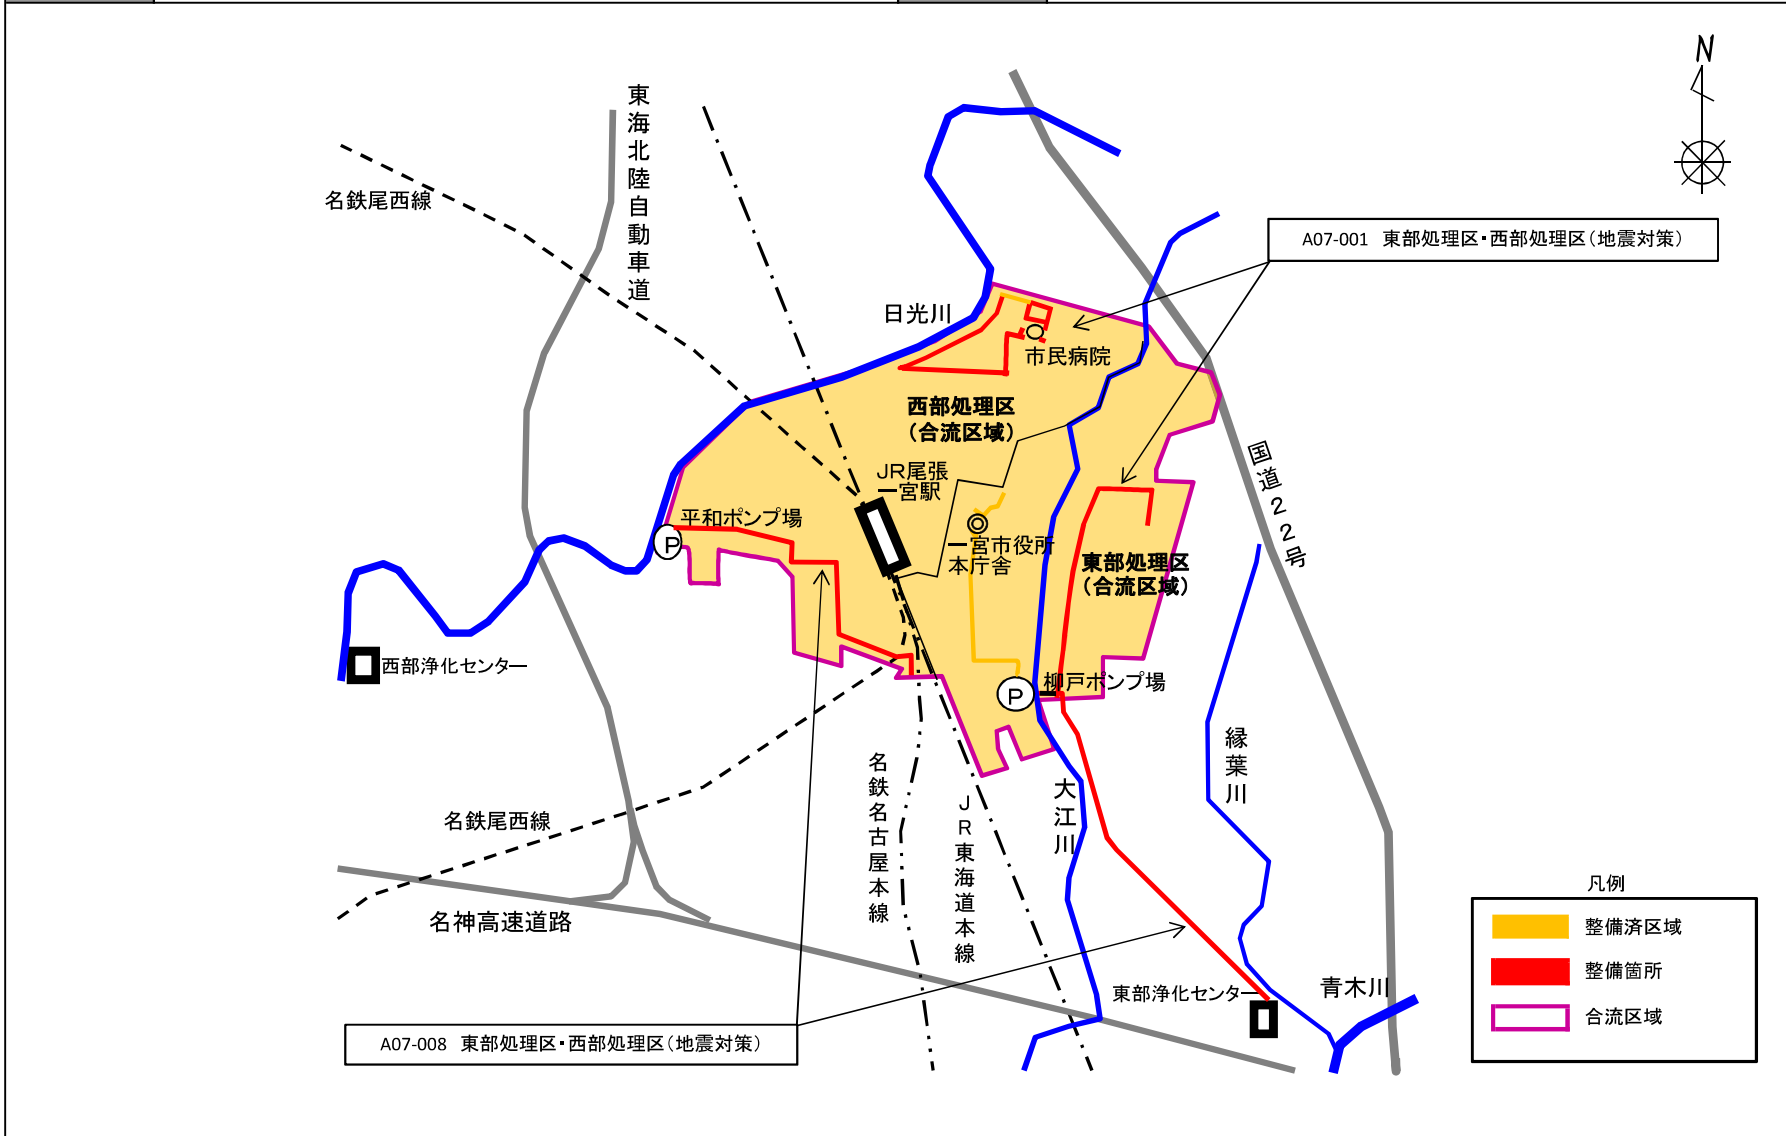 N
東海北陸自動車道
名鉄尾西線
A07-001 東部処理区・西部処理区（地震対策）
日光川
市民病院
西部処理区
（合流区域）
JR尾張
一宮駅
国道22号
平和ポンプ場
P
一宮市役所
本庁舎
東部処理区
（合流区域）
西部浄化センター
柳戸ポンプ場
P
緑葉川
名鉄名古屋本線
JR東海道本線
大江川
名鉄尾西線
名神高速道路
凡例
整備済区域
整備箇所
合流区域
青木川
東部浄化センター
A07-008 東部処理区・西部処理区（地震対策）